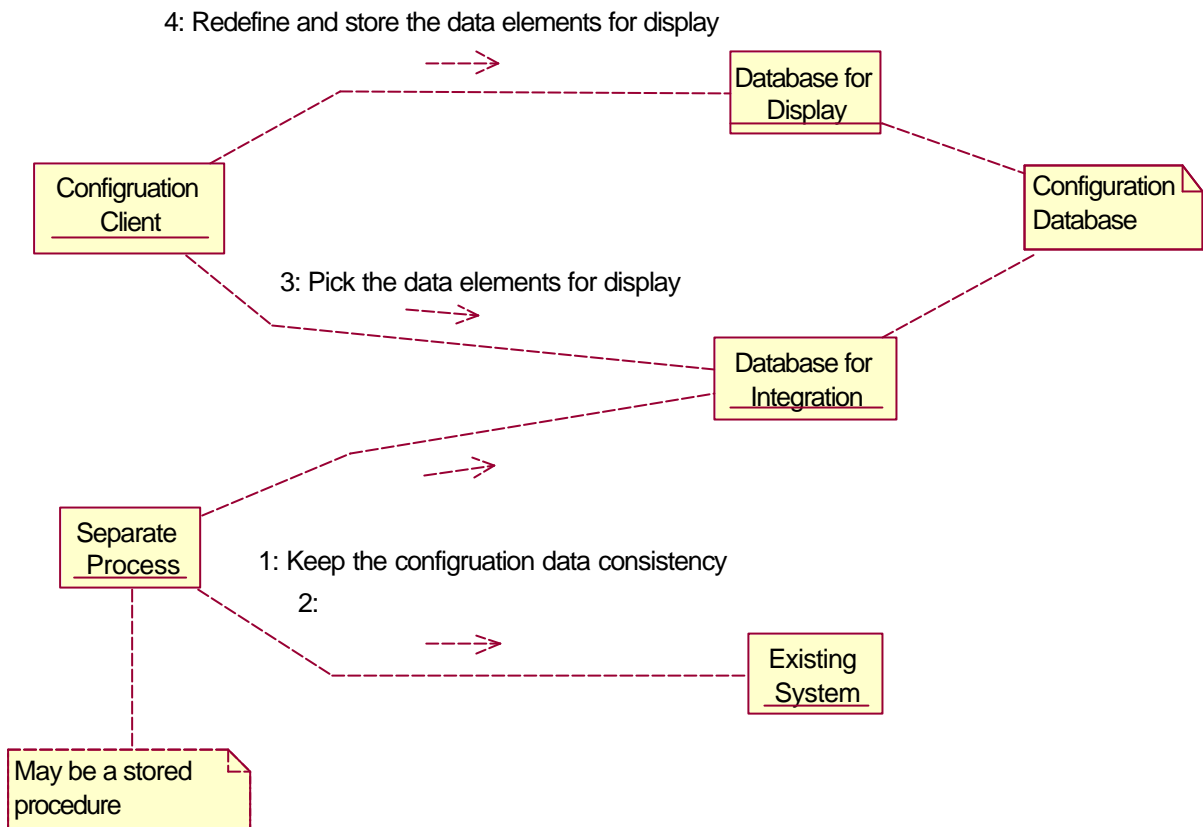 4: Redefine and store the data elements for display
Database for
Display
Configruation
Client
Configuration
Database
3: Pick the data elements for display
Database for
Integration
Separate
Process
1: Keep the configruation data consistency
2:
Existing
System
May be a stored
procedure